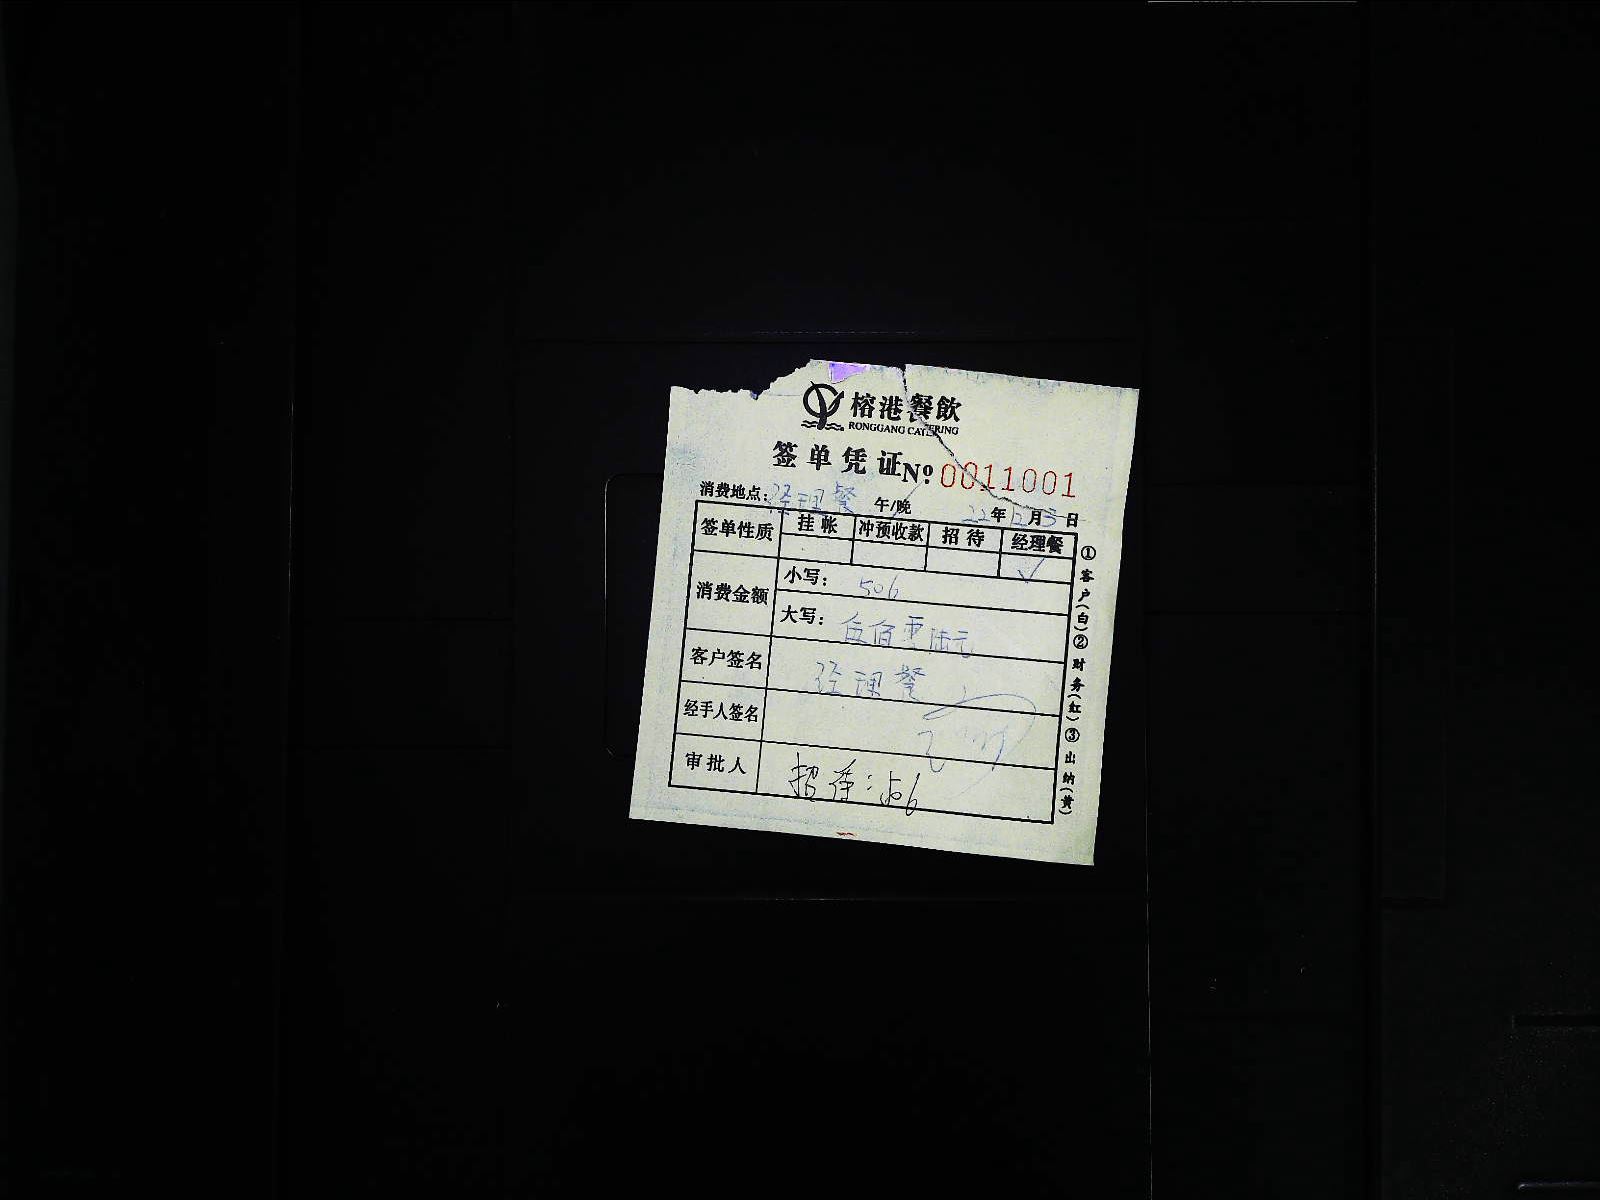 榕港餐飲
RONGGANG CATERING
签单凭证 №: 0011001
消费地点: 经理餐 午/晚 22年12月3日
签单性质 挂帐 冲预收款 招待 经理餐
√
消费金额 小写: 506
大写: 伍佰零陆元
客户签名 经理餐
经手人签名
审批人 招待: 506
①客户(白)②财务(红)③出纳(黄)